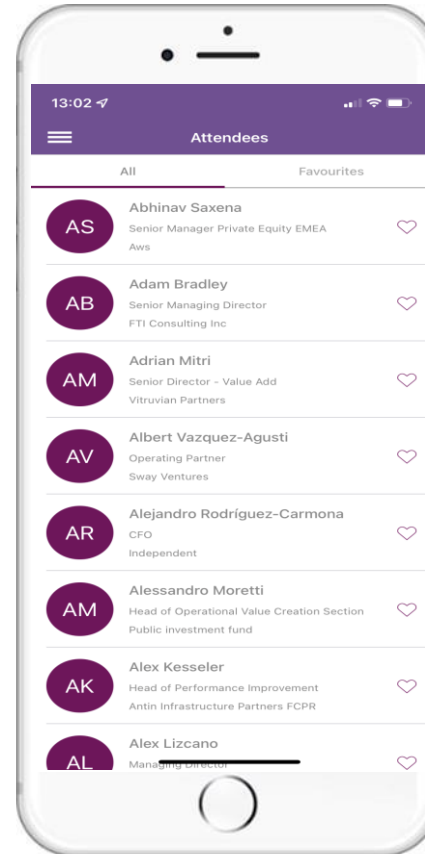 13:02
Attendees
All Favourites
AS
Abhinav Saxena
Senior Manager Private Equity EMEA
Aws
AB
Adam Bradley
Senior Managing Director
FTI Consulting Inc
AM
Adrian Mitri
Senior Director - Value Add
Vitruvian Partners
AV
Albert Vazquez-Agusti
Operating Partner
Sway Ventures
AR
Alejandro Rodríguez-Carmona
CFO
Independent
AM
Alessandro Moretti
Head of Operational Value Creation Section
Public investment fund
AK
Alex Kesseler
Head of Performance Improvement
Antin Infrastructure Partners FCPR
AL
Alex Lizcano
Managing Director